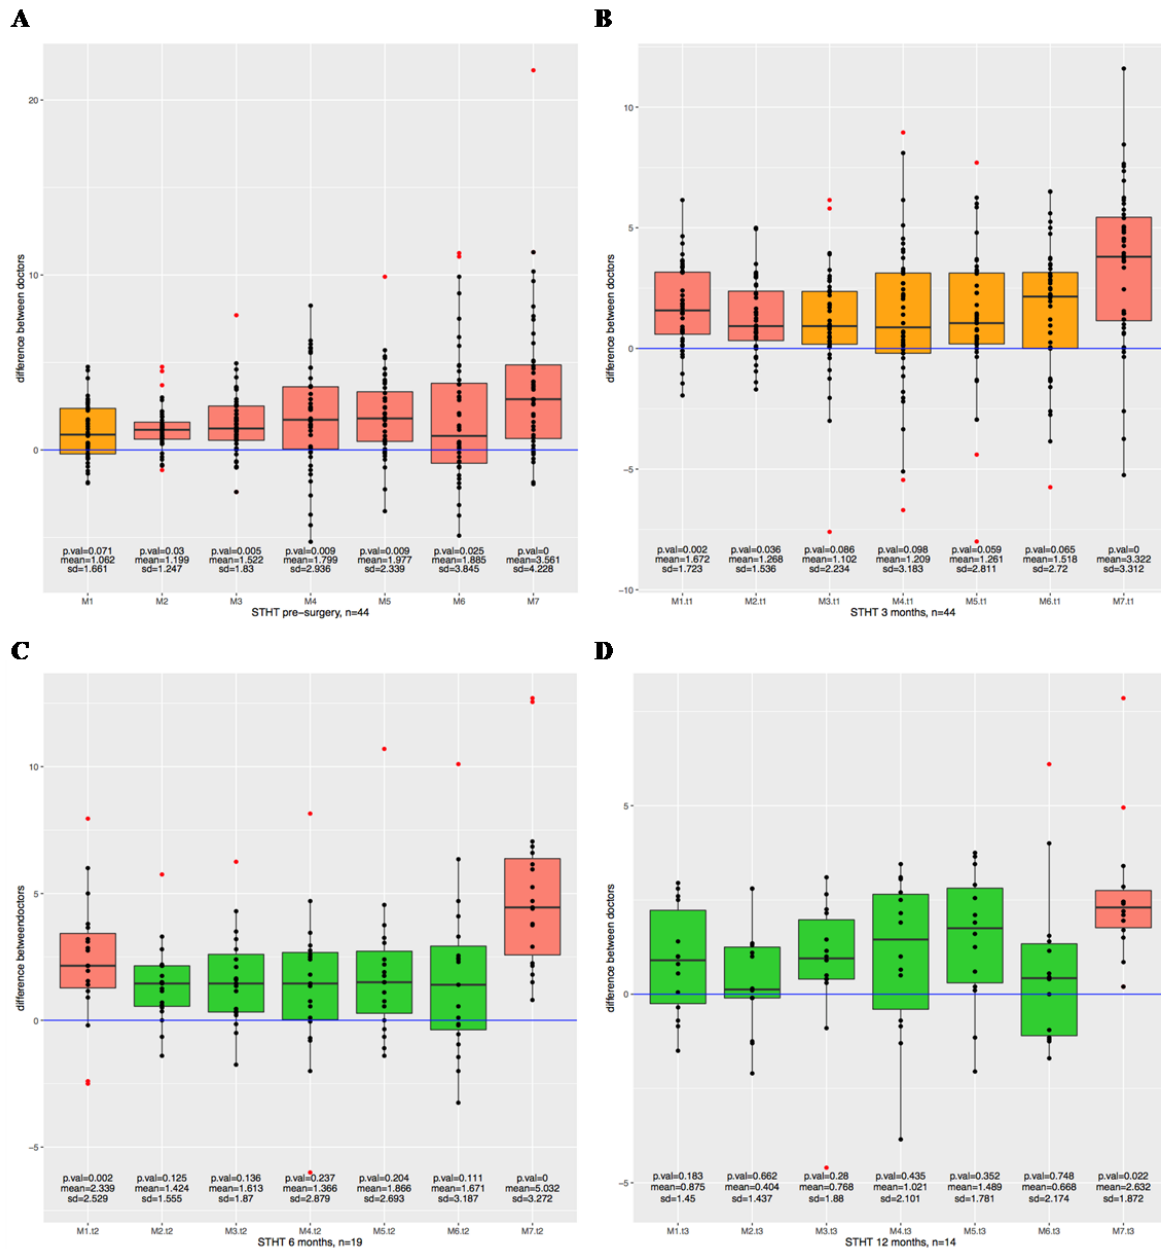 A
difference between doctors
20
10
0
p.val=0.071 p.val=0.03 p.val=0.005 p.val=0.009 p.val=0.009 p.val=0.025 p.val=0
mean=1.062 mean=1.199 mean=1.522 mean=1.799 mean=1.977 mean=1.885 mean=3.561
sd=1.661 sd=1.247 sd=1.83 sd=2.936 sd=2.339 sd=3.845 sd=4.228
M1 M2 M3 M4 M5 M6 M7
STHT pre-surgery, n=44
B
difference between doctors
10
5
0
-5
-10
p.val=0.002 p.val=0.036 p.val=0.086 p.val=0.098 p.val=0.059 p.val=0.065 p.val=0
mean=1.672 mean=1.268 mean=1.102 mean=1.209 mean=1.261 mean=1.518 mean=3.322
sd=1.723 sd=1.536 sd=2.234 sd=3.183 sd=2.811 sd=2.72 sd=3.312
M1.t1 M2.t1 M3.t1 M4.t1 M5.t1 M6.t1 M7.t1
STHT 3 months, n=44
C
difference betweendoctors
10
5
0
-5
p.val=0.002 p.val=0.125 p.val=0.136 p.val=0.237 p.val=0.204 p.val=0.111 p.val=0
mean=2.339 mean=1.424 mean=1.613 mean=1.366 mean=1.866 mean=1.671 mean=5.032
sd=2.529 sd=1.555 sd=1.87 sd=2.879 sd=2.693 sd=3.187 sd=3.272
M1.t2 M2.t2 M3.t2 M4.t2 M5.t2 M6.t2 M7.t2
STHT 6 months, n=19
D
difference between doctors
5
0
-5
p.val=0.183 p.val=0.662 p.val=0.28 p.val=0.435 p.val=0.352 p.val=0.748 p.val=0.022
mean=0.875 mean=0.404 mean=0.768 mean=1.021 mean=1.489 mean=0.668 mean=2.632
sd=1.45 sd=1.437 sd=1.88 sd=2.101 sd=1.781 sd=2.174 sd=1.872
M1.t3 M2.t3 M3.t3 M4.t3 M5.t3 M6.t3 M7.t3
STHT 12 months, n=14